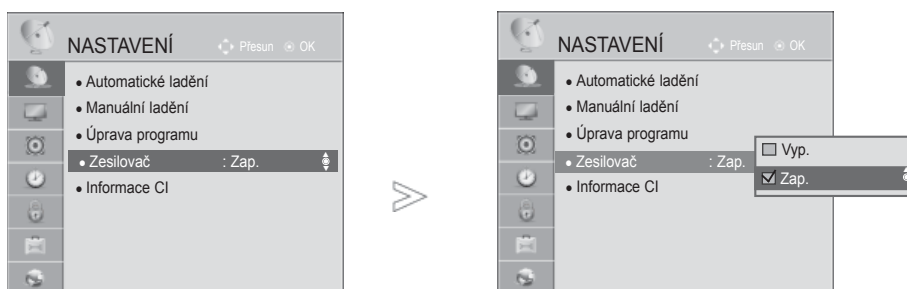 NASTAVENÍ Přesun OK
• Automatické ladění
• Manuální ladění
• Úprava programu
• Zesilovač : Zap.
• Informace CI
NASTAVENÍ Přesun OK
• Automatické ladění
• Manuální ladění
• Úprava programu
• Zesilovač : Zap.
• Informace CI
Vyp.
Zap.